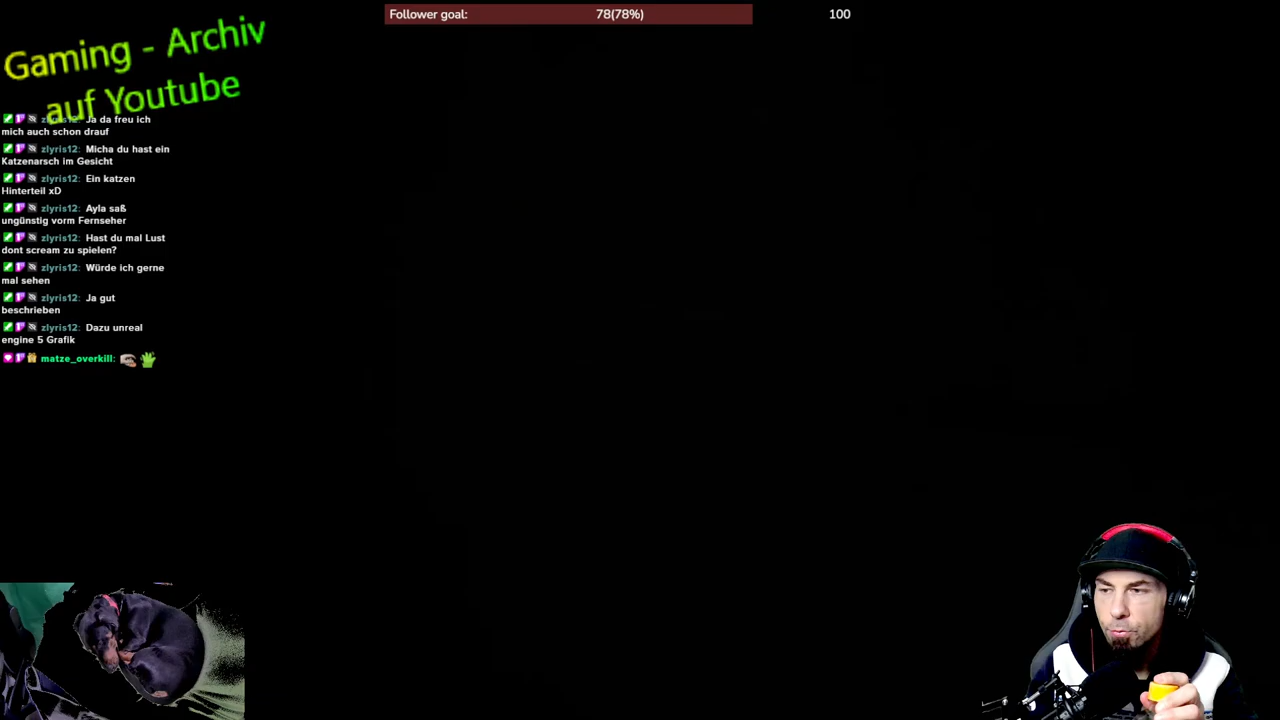 Follower goal: 78(78%) 100
Gaming - Archiv
auf Youtube
zlyris12: Ja da freu ich
mich auch schon drauf
zlyris12: Micha du hast ein
Katzenarsch im Gesicht
zlyris12: Ein katzen
Hinterteil xD
zlyris12: Ayla saß
ungünstig vorm Fernseher
zlyris12: Hast du mal Lust
dont scream zu spielen?
zlyris12: Würde ich gerne
mal sehen
zlyris12: Ja gut
beschrieben
zlyris12: Dazu unreal
engine 5 Grafik
matze_overkill: